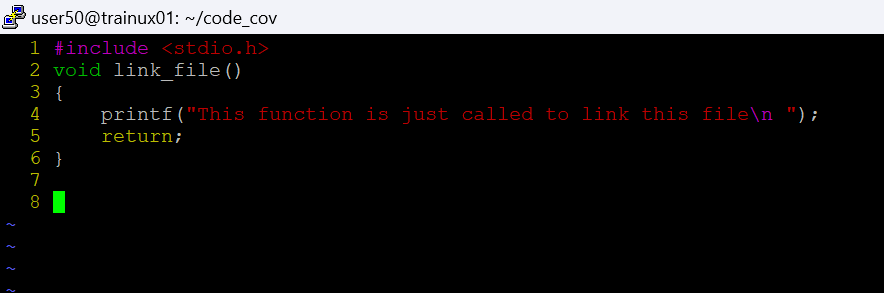 user50@trainux01: ~/code_cov
1 #include <stdio.h>
2 void link_file()
3 {
4     printf("This function is just called to link this file\n ");
5     return;
6 }
7
8
~
~
~
~